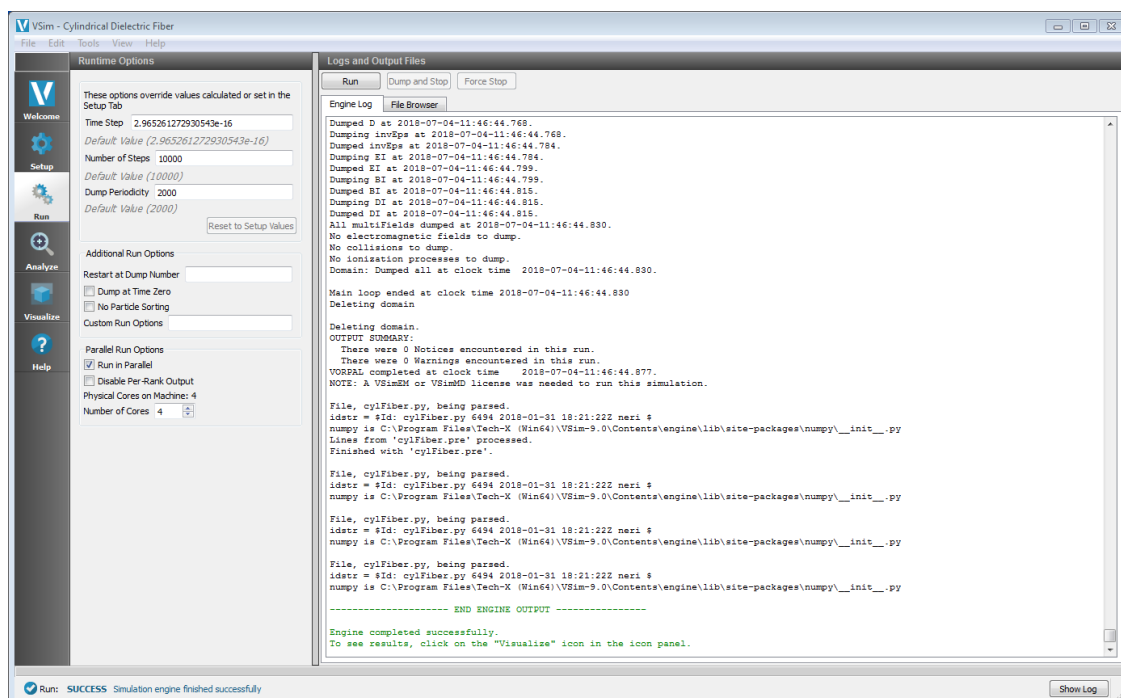 VSim - Cylindrical Dielectric Fiber
File Edit Tools View Help
Welcome
Setup
Run
Analyze
Visualize
Help
Runtime Options
These options override values calculated or set in the
Setup Tab
Time Step 2.965261272930543e-16
Default Value (2.965261272930543e-16)
Number of Steps 10000
Default Value (10000)
Dump Periodicity 2000
Default Value (2000)
Reset to Setup Values
Additional Run Options
Restart at Dump Number
Dump at Time Zero
No Particle Sorting
Custom Run Options
Parallel Run Options
Run in Parallel
Disable Per-Rank Output
Physical Cores on Machine: 4
Number of Cores 4
Logs and Output Files
Run Dump and Stop Force Stop
Engine Log File Browser
Dumped D at 2018-07-04-11:46:44.768.
Dumping invEps at 2018-07-04-11:46:44.768.
Dumped invEps at 2018-07-04-11:46:44.784.
Dumping EI at 2018-07-04-11:46:44.784.
Dumped EI at 2018-07-04-11:46:44.799.
Dumping BI at 2018-07-04-11:46:44.799.
Dumped BI at 2018-07-04-11:46:44.815.
Dumping DI at 2018-07-04-11:46:44.815.
Dumped DI at 2018-07-04-11:46:44.815.
All multiFields dumped at 2018-07-04-11:46:44.830.
No electromagnetic fields to dump.
No collisions to dump.
No ionization processes to dump.
Domain: Dumped all at clock time 2018-07-04-11:46:44.830.
Main loop ended at clock time 2018-07-04-11:46:44.830
Deleting domain
Deleting domain.
OUTPUT SUMMARY:
There were 0 Notices encountered in this run.
There were 0 Warnings encountered in this run.
VORPAL completed at clock time 2018-07-04-11:46:44.877.
NOTE: A VSimEM or VSimMD license was needed to run this simulation.
File, cylFiber.py, being parsed.
idstr = $Id: cylFiber.py 6494 2018-01-31 18:21:22Z neri $
numpy is C:\Program Files\Tech-X (Win64)\VSim-9.0\Contents\engine\lib\site-packages\numpy\__init__.py
Lines from 'cylFiber.pre' processed.
Finished with 'cylFiber.pre'.
File, cylFiber.py, being parsed.
idstr = $Id: cylFiber.py 6494 2018-01-31 18:21:22Z neri $
numpy is C:\Program Files\Tech-X (Win64)\VSim-9.0\Contents\engine\lib\site-packages\numpy\__init__.py
File, cylFiber.py, being parsed.
idstr = $Id: cylFiber.py 6494 2018-01-31 18:21:22Z neri $
numpy is C:\Program Files\Tech-X (Win64)\VSim-9.0\Contents\engine\lib\site-packages\numpy\__init__.py
File, cylFiber.py, being parsed.
idstr = $Id: cylFiber.py 6494 2018-01-31 18:21:22Z neri $
numpy is C:\Program Files\Tech-X (Win64)\VSim-9.0\Contents\engine\lib\site-packages\numpy\__init__.py
--------------------- END ENGINE OUTPUT ----------------
Engine completed successfully.
To see results, click on the "Visualize" icon in the icon panel.
Run: SUCCESS Simulation engine finished successfully
Show Log